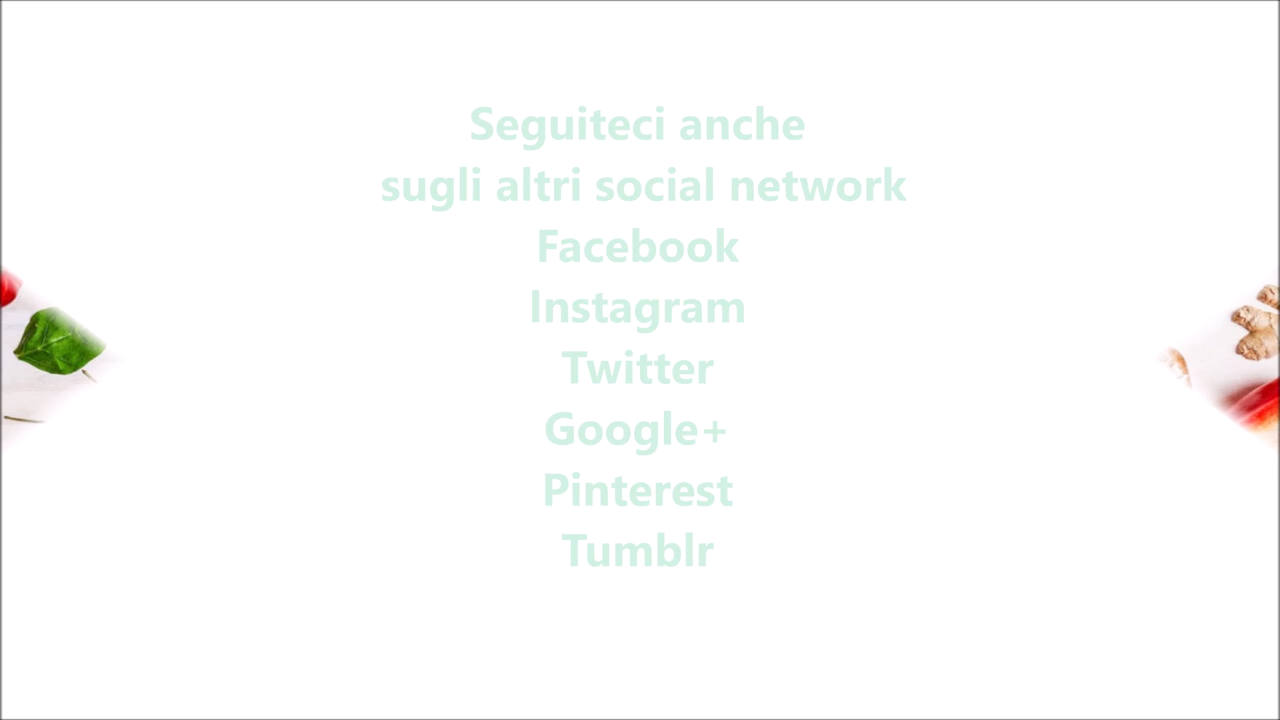 Seguiteci anche
sugli altri social network
Facebook
Instagram
Twitter
Google+
Pinterest
Tumblr